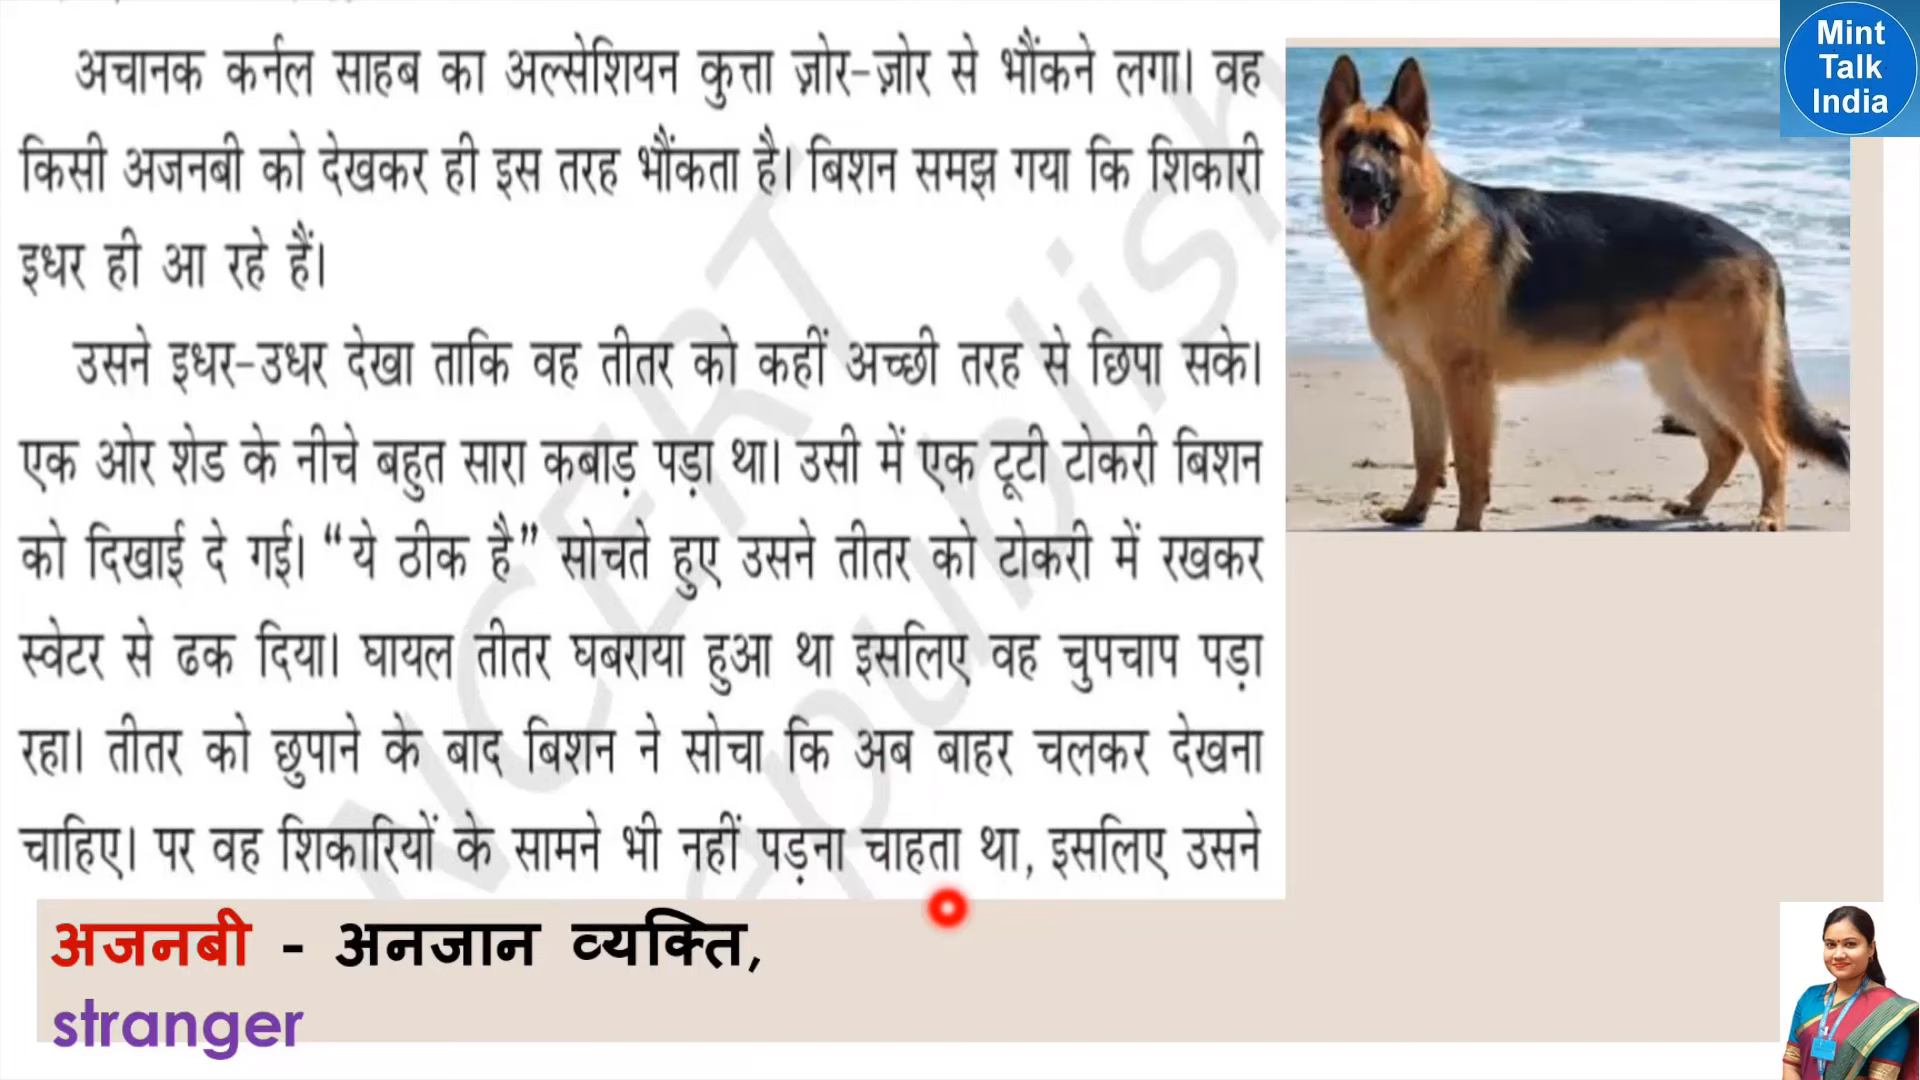 अचानक कर्नल साहब का अल्सेशियन कुत्ता ज़ोर-ज़ोर से भौंकने लगा। वह
किसी अजनबी को देखकर ही इस तरह भौंकता है। बिशन समझ गया कि शिकारी
इधर ही आ रहे हैं।
उसने इधर-उधर देखा ताकि वह तीतर को कहीं अच्छी तरह से छिपा सके।
एक ओर शेड के नीचे बहुत सारा कबाड़ पड़ा था। उसी में एक टूटी टोकरी बिशन
को दिखाई दे गई। “ये ठीक है” सोचते हुए उसने तीतर को टोकरी में रखकर
स्वेटर से ढक दिया। घायल तीतर घबराया हुआ था इसलिए वह चुपचाप पड़ा
रहा। तीतर को छुपाने के बाद बिशन ने सोचा कि अब बाहर चलकर देखना
चाहिए। पर वह शिकारियों के सामने भी नहीं पड़ना चाहता था, इसलिए उसने
अजनबी - अनजान व्यक्ति,
stranger
Mint
Talk
India
NCERT